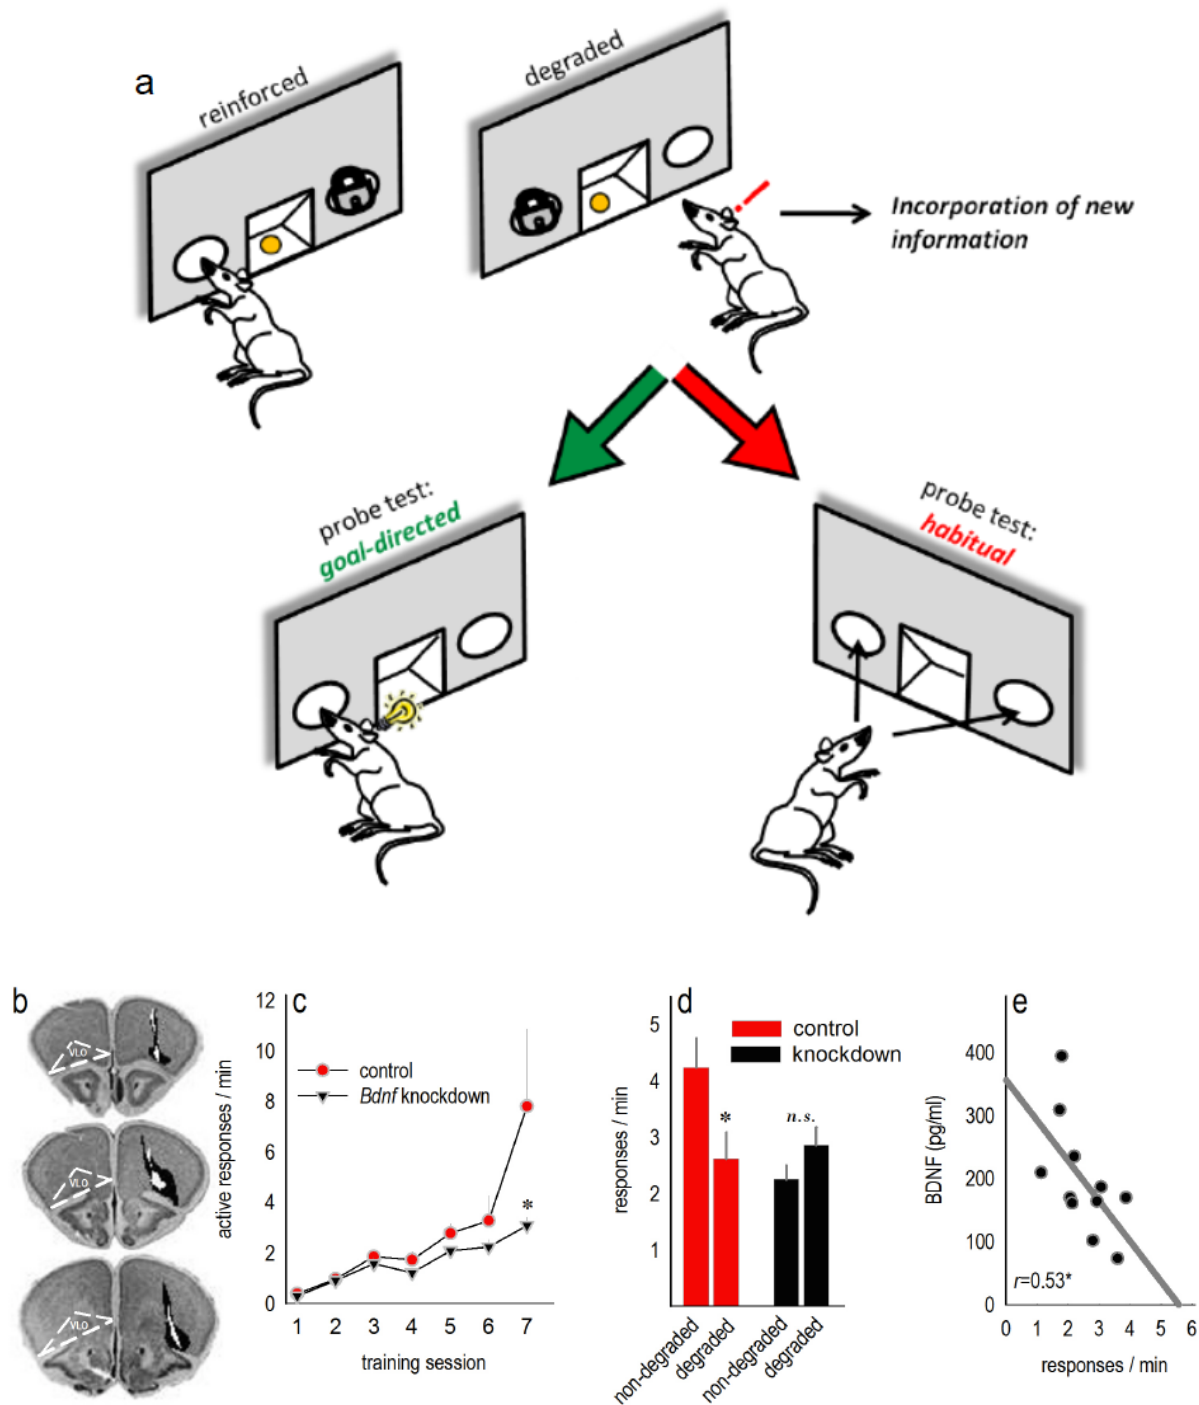 a
reinforced
degraded
Incorporation of new
information
probe test:
goal-directed
probe test:
habitual
b
VLO
VLO
VLO
c
12
10
8
6
4
2
0
active responses / min
control
Bdnf knockdown
*
1 2 3 4 5 6 7
training session
d
5
4
3
2
1
responses / min
control
knockdown
*
n.s.
non-degraded
degraded
non-degraded
degraded
e
400
300
200
100
0
BDNF (pg/ml)
r=0.53*
0 1 2 3 4 5 6
responses / min